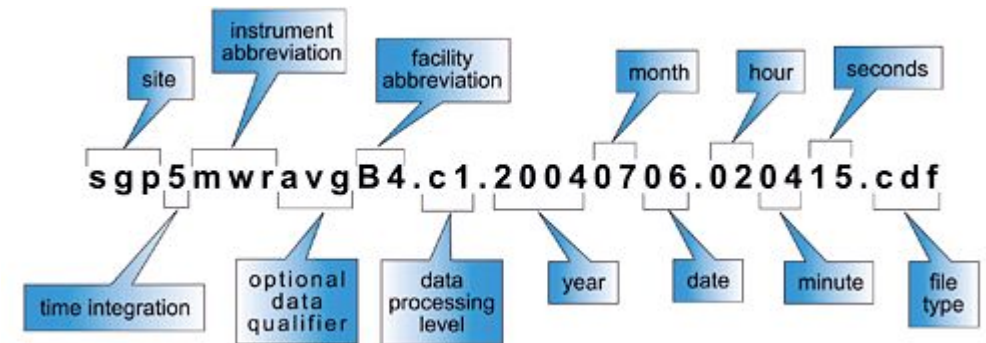 instrument
abbreviation
site
facility
abbreviation
month
hour
seconds
sgp5mwravgB4.c1.20040706.020415.cdf
time integration
optional
data
qualifier
data
processing
level
year
date
minute
file
type